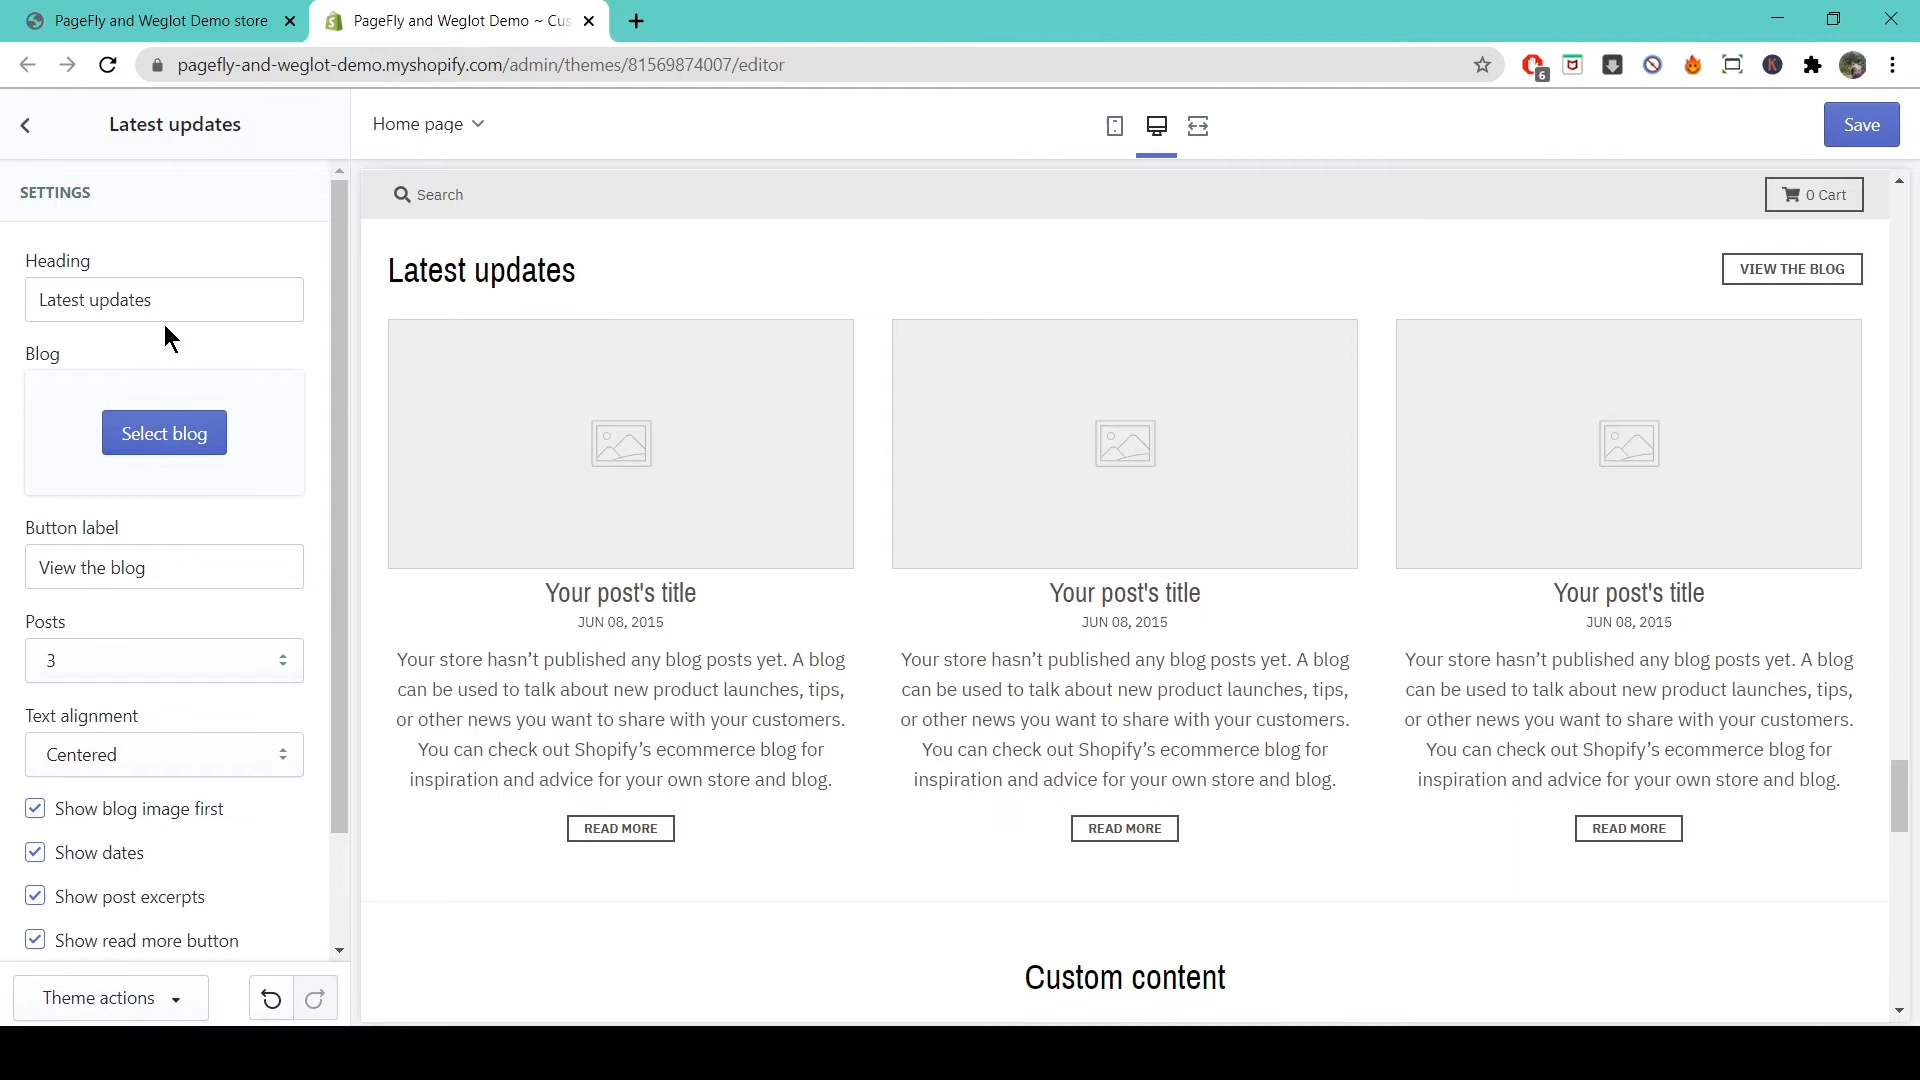 PageFly and Weglot Demo store
PageFly and Weglot Demo ~ Cus
pagefly-and-weglot-demo.myshopify.com/admin/themes/81569874007/editor
6
K
Latest updates
Home page
Save
SETTINGS
Heading
Latest updates
Blog
Select blog
Button label
View the blog
Posts
3
Text alignment
Centered
Show blog image first
Show dates
Show post excerpts
Show read more button
Theme actions
Search
0 Cart
Latest updates
VIEW THE BLOG
Your post's title
JUN 08, 2015
Your store hasn’t published any blog posts yet. A blog
can be used to talk about new product launches, tips,
or other news you want to share with your customers.
You can check out Shopify’s ecommerce blog for
inspiration and advice for your own store and blog.
READ MORE
Your post's title
JUN 08, 2015
Your store hasn’t published any blog posts yet. A blog
can be used to talk about new product launches, tips,
or other news you want to share with your customers.
You can check out Shopify’s ecommerce blog for
inspiration and advice for your own store and blog.
READ MORE
Your post's title
JUN 08, 2015
Your store hasn’t published any blog posts yet. A blog
can be used to talk about new product launches, tips,
or other news you want to share with your customers.
You can check out Shopify’s ecommerce blog for
inspiration and advice for your own store and blog.
READ MORE
Custom content